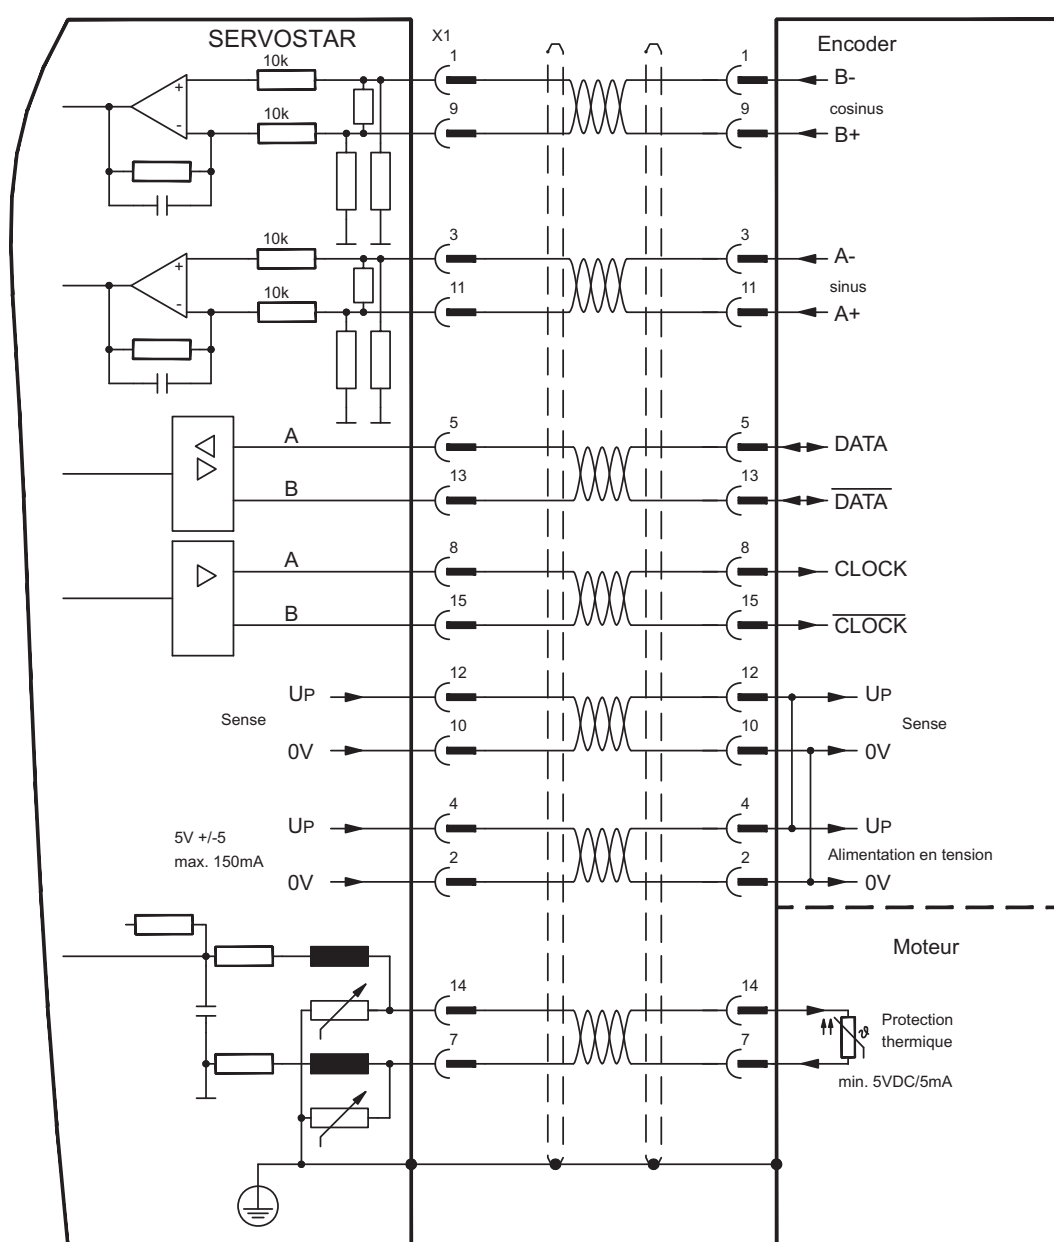 SERVOSTAR
X1
Encoder
10k
+
-
10k
1
9
1
9
B-
cosinus
B+
10k
+
-
10k
3
11
3
11
A-
sinus
A+
A
B
5
13
5
13
DATA
DATA
A
B
8
15
8
15
CLOCK
CLOCK
UP
Sense
0V
12
10
12
10
UP
Sense
0V
5V +/-5
max. 150mA
UP
0V
4
2
4
2
UP
Alimentation en tension
0V
Moteur
14
7
14
7
ϑ
Protection
thermique
min. 5VDC/5mA